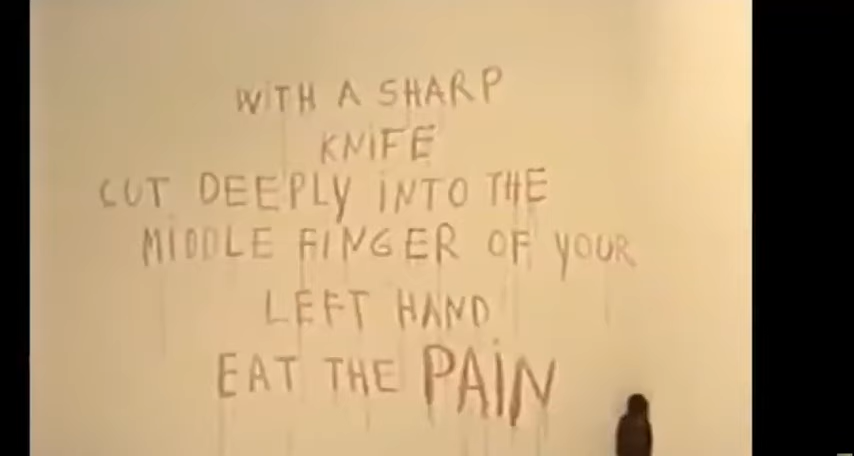 WITH A SHARP
KNIFE
CUT DEEPLY INTO THE
MIDDLE FINGER OF YOUR
LEFT HAND
EAT THE PAIN